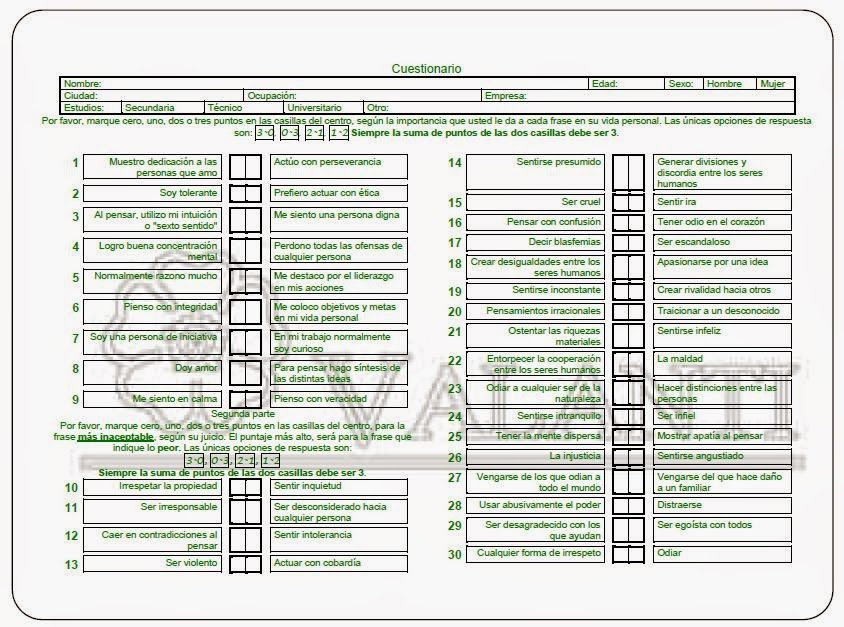 Cuestionario
Nombre: Edad: Sexo: Hombre Mujer
Ciudad: Ocupación: Empresa:
Estudios: Secundaria Técnico Universitario Otro:
Por favor, marque cero, uno, dos o tres puntos en las casillas del centro, según la importancia que usted le da a cada frase en su vida personal. Las únicas opciones de respuesta
son: 3-0, 0-3, 2-1, 1-2 Siempre la suma de puntos de las dos casillas debe ser 3.
1 Muestro dedicación a las Actúo con perseverancia
personas que amo
2 Soy tolerante Prefiero actuar con ética
3 Al pensar, utilizo mi intuición Me siento una persona digna
o "sexto sentido"
4 Logro buena concentración Perdono todas las ofensas de
mental cualquier persona
5 Normalmente razono mucho Me destaco por el liderazgo
en mis acciones
6 Pienso con integridad Me coloco objetivos y metas
en mi vida personal
7 Soy una persona de iniciativa En mi trabajo normalmente
soy curioso
8 Doy amor Para pensar hago síntesis de
las distintas ideas
9 Me siento en calma Pienso con veracidad
Segunda parte
Por favor, marque cero, uno, dos o tres puntos en las casillas del centro, para la
frase más inaceptable, según su juicio. El puntaje más alto, será para la frase que
indique lo peor. Las únicas opciones de respuesta son:
3-0, 0-3, 2-1, 1-2
Siempre la suma de puntos de las dos casillas debe ser 3.
10 Irrespetar la propiedad Sentir inquietud
11 Ser irresponsable Ser desconsiderado hacia
cualquier persona
12 Caer en contradicciones al Sentir intolerancia
pensar
13 Ser violento Actuar con cobardía
14 Sentirse presumido Generar divisiones y
discordia entre los seres
humanos
15 Ser cruel Sentir ira
16 Pensar con confusión Tener odio en el corazón
17 Decir blasfemias Ser escandaloso
18 Crear desigualdades entre los Apasionarse por una idea
seres humanos
19 Sentirse inconstante Crear rivalidad hacia otros
20 Pensamientos irracionales Traicionar a un desconocido
21 Ostentar las riquezas Sentirse infeliz
materiales
22 Entorpecer la cooperación La maldad
entre los seres humanos
23 Odiar a cualquier ser de la Hacer distinciones entre las
naturaleza personas
24 Sentirse intranquilo Ser infiel
25 Tener la mente dispersa Mostrar apatía al pensar
26 La injusticia Sentirse angustiado
27 Vengarse de los que odian a Vengarse del que hace daño
todo el mundo a un familiar
28 Usar abusivamente el poder Distraerse
29 Ser desagradecido con los Ser egoísta con todos
que ayudan
30 Cualquier forma de irrespeto Odiar
VALANTI